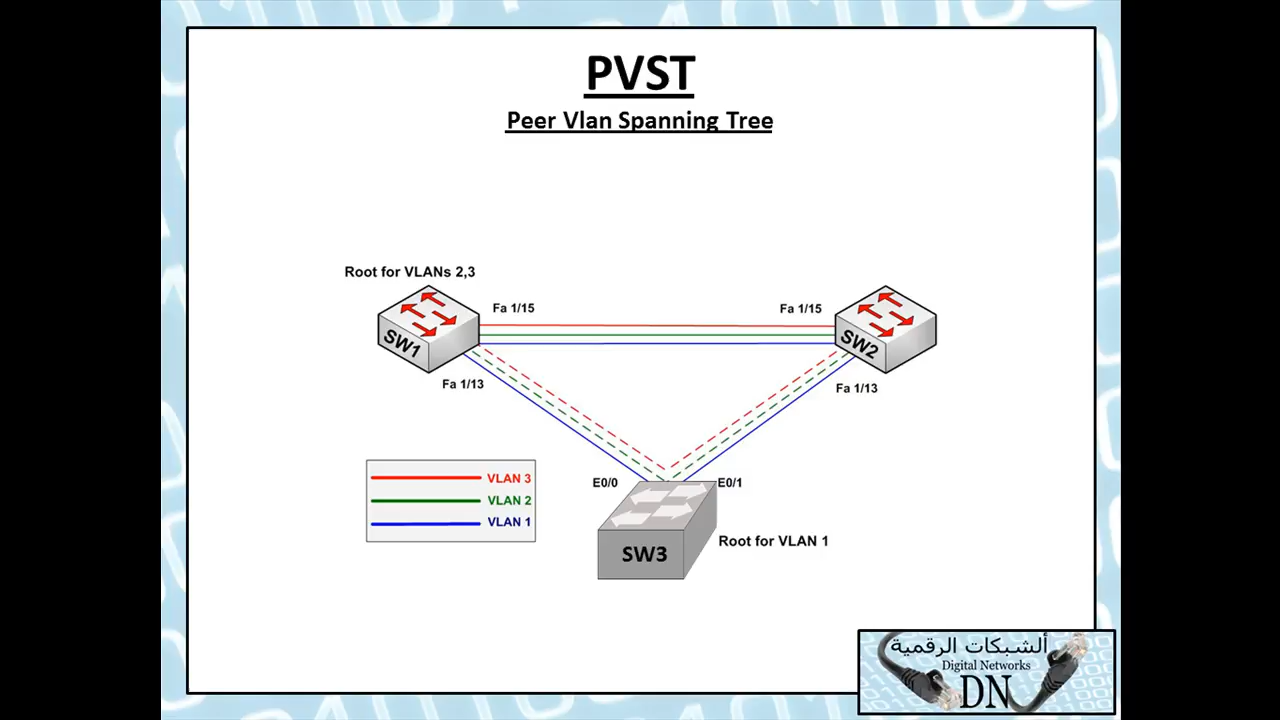 PVST
Peer Vlan Spanning Tree
Root for VLANs 2,3
Fa 1/15
Fa 1/15
SW1
SW2
Fa 1/13
Fa 1/13
VLAN 3
VLAN 2
VLAN 1
E0/0
E0/1
SW3
Root for VLAN 1
ألشبكات الرقمية
Digital Networks
DN